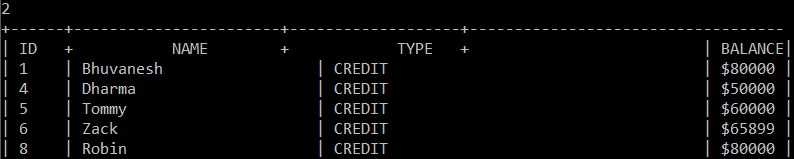 2
+------+-----------------------+--------------------+-----------------------------------
| ID   +           NAME        +            TYPE   +                          | BALANCE|
| 1    | Bhuvanesh                 | CREDIT                                   | $80000 |
| 4    | Dharma                    | CREDIT                                   | $50000 |
| 5    | Tommy                     | CREDIT                                   | $60000 |
| 6    | Zack                      | CREDIT                                   | $65899 |
| 8    | Robin                     | CREDIT                                   | $80000 |